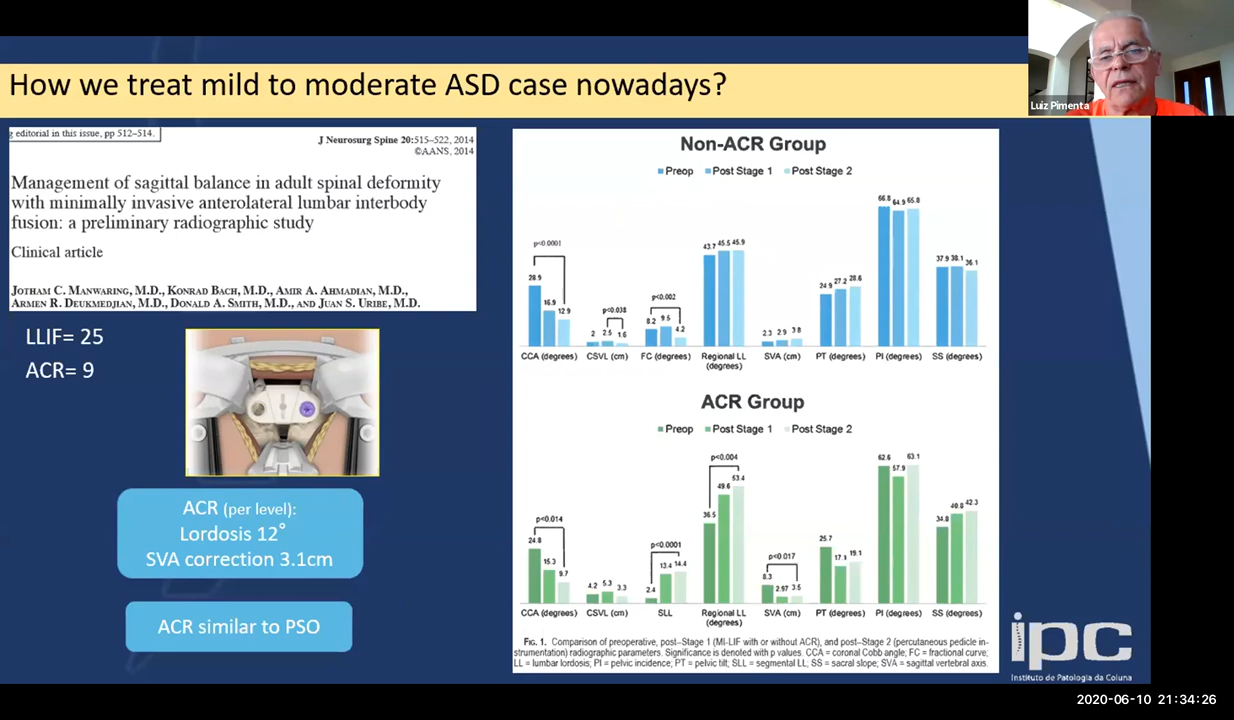 Luiz Pimenta
How we treat mild to moderate ASD case nowadays?
g editorial in this issue, pp 512–514.
J Neurosurg Spine 20:515–522, 2014
©AANS, 2014
Management of sagittal balance in adult spinal deformity
with minimally invasive anterolateral lumbar interbody
fusion: a preliminary radiographic study
Clinical article
Jotham C. Manwaring, M.D., Konrad Bach, M.D., Amir A. Ahmadian, M.D.,
Armen R. Deukmedjian, M.D., Donald A. Smith, M.D., and Juan S. Uribe, M.D.
LLIF= 25
ACR= 9
ACR (per level):
Lordosis 12°
SVA correction 3.1cm
ACR similar to PSO
Non-ACR Group
Preop Post Stage 1 Post Stage 2
p<0.0001
28.9 16.9 12.9
p<0.038
2 2.5 1.6
p<0.002
8.2 9.5 4.2
43.7 45.5 45.9
2.3 2.9 3.8
24.9 27.2 28.6
66.8 64.9 65.8
37.9 38.1 36.1
CCA (degrees) CSVL (cm) FC (degrees) Regional LL (degrees) SVA (cm) PT (degrees) PI (degrees) SS (degrees)
ACR Group
Preop Post Stage 1 Post Stage 2
p<0.014
24.8 15.3 9.7
4.2 5.3 3.3
p<0.0001
2.4 13.4 14.4
p<0.004
36.5 49.6 53.4
p<0.017
8.3 2.97 3.5
25.7 17.1 19.1
62.6 57.9 63.1
34.8 40.8 42.3
CCA (degrees) CSVL (cm) SLL Regional LL (degrees) SVA (cm) PT (degrees) PI (degrees) SS (degrees)
Fig. 1. Comparison of preoperative, post–Stage 1 (MI-LIF with or without ACR), and post–Stage 2 (percutaneous pedicle in-
strumentation) radiographic parameters. Significance is denoted with p values. CCA = coronal Cobb angle; FC = fractional curve;
LL = lumbar lordosis; PI = pelvic incidence; PT = pelvic tilt; SLL = segmental LL; SS = sacral slope; SVA = sagittal vertebral axis.
ipc
Instituto de Patologia da Coluna
2020-06-10 21:34:26